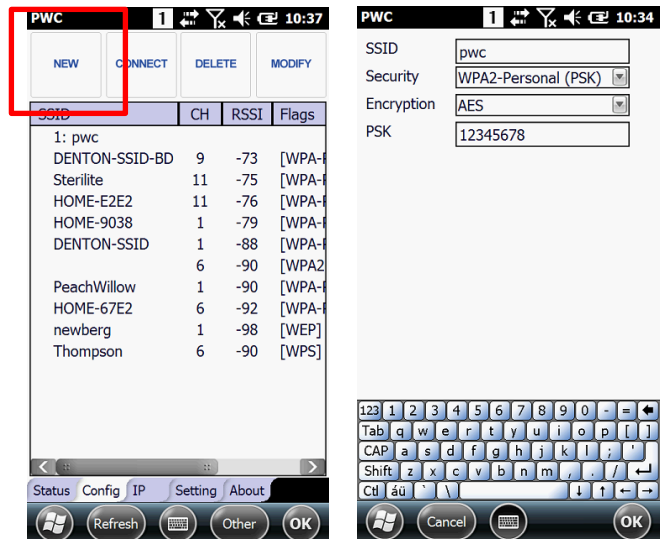 PWC 1 10:37
NEW CONNECT DELETE MODIFY
SSID CH RSSI Flags
1: pwc
DENTON-SSID-BD 9 -73 [WPA-
Sterilite 11 -75 [WPA-
HOME-E2E2 11 -76 [WPA-
HOME-9038 1 -79 [WPA-
DENTON-SSID 1 -88 [WPA-
6 -90 [WPA2
PeachWillow 1 -90 [WPA-
HOME-67E2 6 -92 [WPA-
newberg 1 -98 [WEP]
Thompson 6 -90 [WPS]
Status Config IP Setting About
Refresh Other OK
PWC 1 10:34
SSID pwc
Security WPA2-Personal (PSK)
Encryption AES
PSK 12345678
123 1 2 3 4 5 6 7 8 9 0 - =
Tab q w e r t y u i o p [ ]
CAP a s d f g h j k l ; '
Shift z x c v b n m , . /
Ctl áü ` \
Cancel OK